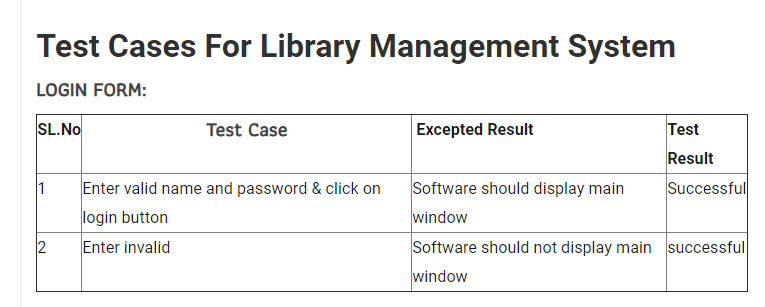 Test Cases For Library Management System
LOGIN FORM:
SL.No Test Case Excepted Result Test
Result
1 Enter valid name and password & click on Software should display main Successful
login button window
2 Enter invalid Software should not display main successful
window